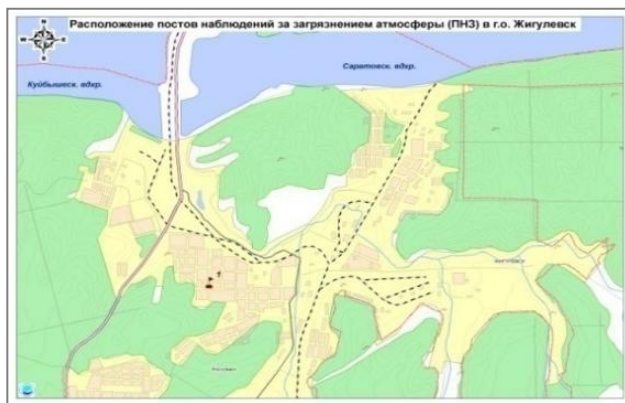 Расположение постов наблюдений за загрязнением атмосферы (ПНЗ) в г.о. Жигулевск
N
W
E
S
Саратовск. вдхр.
Куйбышевск. вдхр.